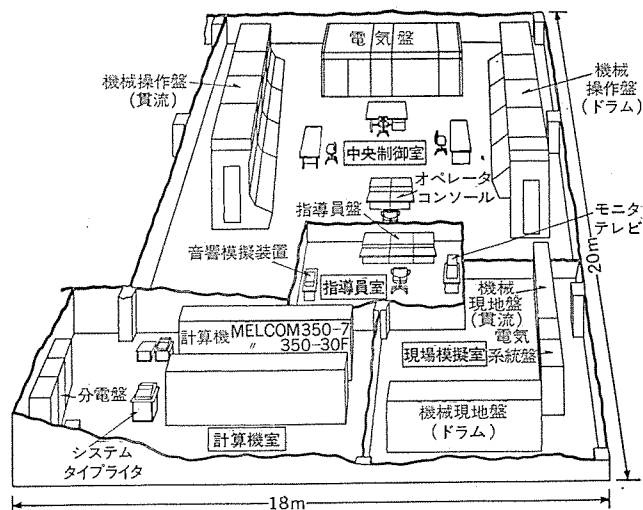 電気盤
機械操作盤
(貫流)
機械
操作盤
(ドラム)
中央制御室
オペレータ
コンソール
指導員盤
モニタ
テレビ
音響模擬装置
指導員室
20m
機械
現地盤
(貫流)
電気
系統盤
計算機 MELCOM350-7
〃 350-30F
現場模擬室
分電盤
機械現地盤
(ドラム)
計算機室
システム
タイプライタ
18m